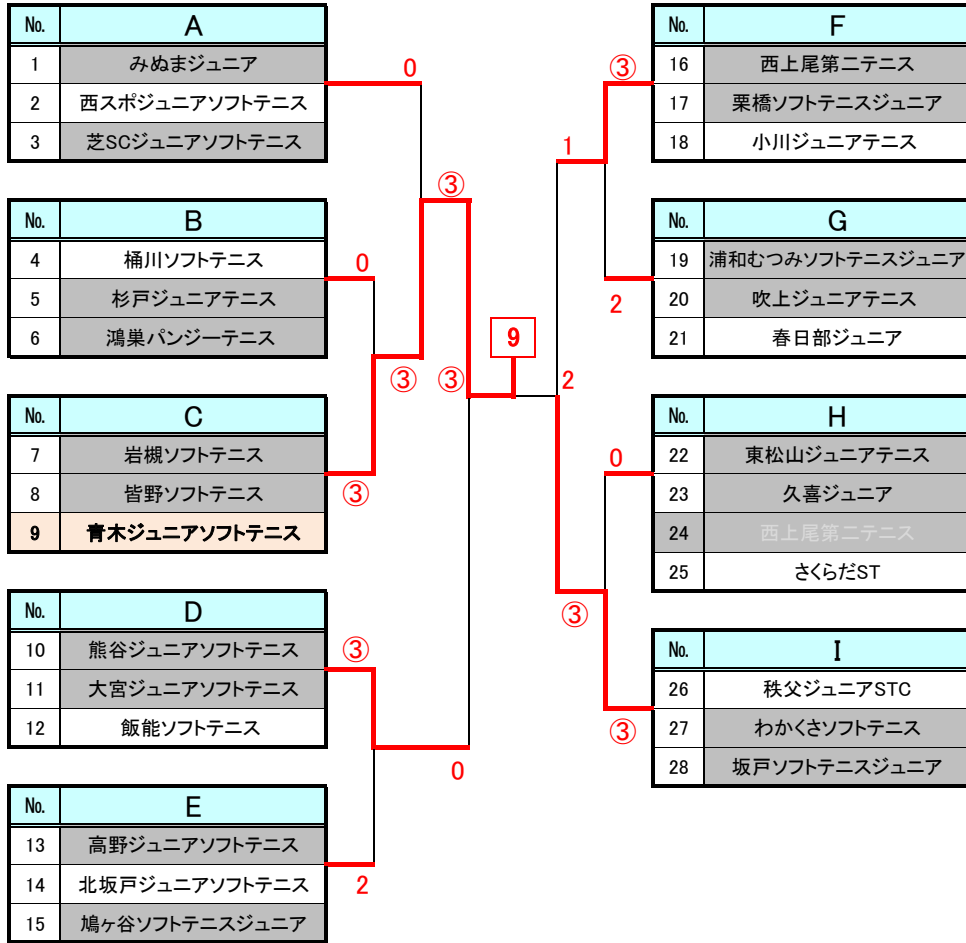 No. A
1 みぬまジュニア
2 西スポジュニアソフトテニス
3 芝SCジュニアソフトテニス
No. B
4 桶川ソフトテニス
5 杉戸ジュニアテニス
6 鴻巣パンジーテニス
No. C
7 岩槻ソフトテニス
8 皆野ソフトテニス
9 青木ジュニアソフトテニス
No. D
10 熊谷ジュニアソフトテニス
11 大宮ジュニアソフトテニス
12 飯能ソフトテニス
No. E
13 高野ジュニアソフトテニス
14 北坂戸ジュニアソフトテニス
15 鳩ヶ谷ソフトテニスジュニア
0
③
0
③
③
③
③
0
2
9
③
1
2
2
0
③
③
No. F
16 西上尾第二テニス
17 栗橋ソフトテニスジュニア
18 小川ジュニアテニス
No. G
19 浦和むつみソフトテニスジュニア
20 吹上ジュニアテニス
21 春日部ジュニア
No. H
22 東松山ジュニアテニス
23 久喜ジュニア
24 西上尾第二テニス
25 さくらだST
No. I
26 秩父ジュニアSTC
27 わかくさソフトテニス
28 坂戸ソフトテニスジュニア